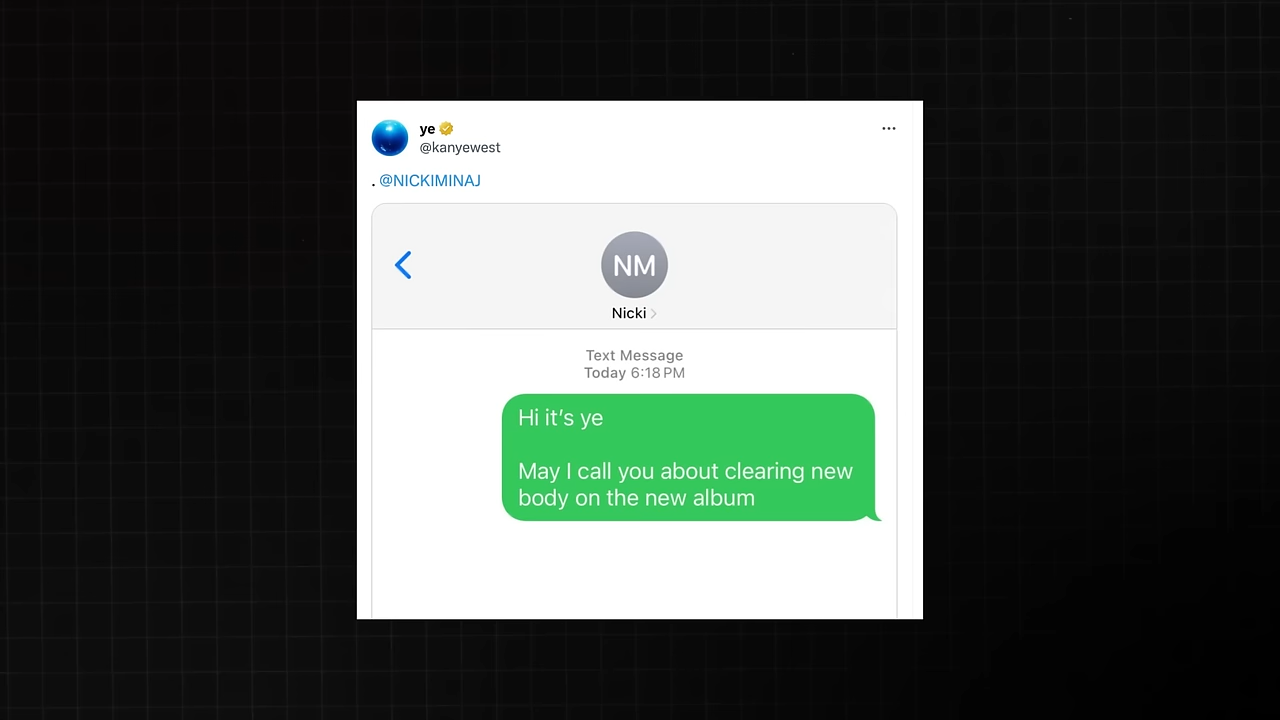 ye
@kanyewest
. @NICKIMINAJ
NM
Nicki
Text Message
Today 6:18 PM
Hi it's ye
May I call you about clearing new
body on the new album